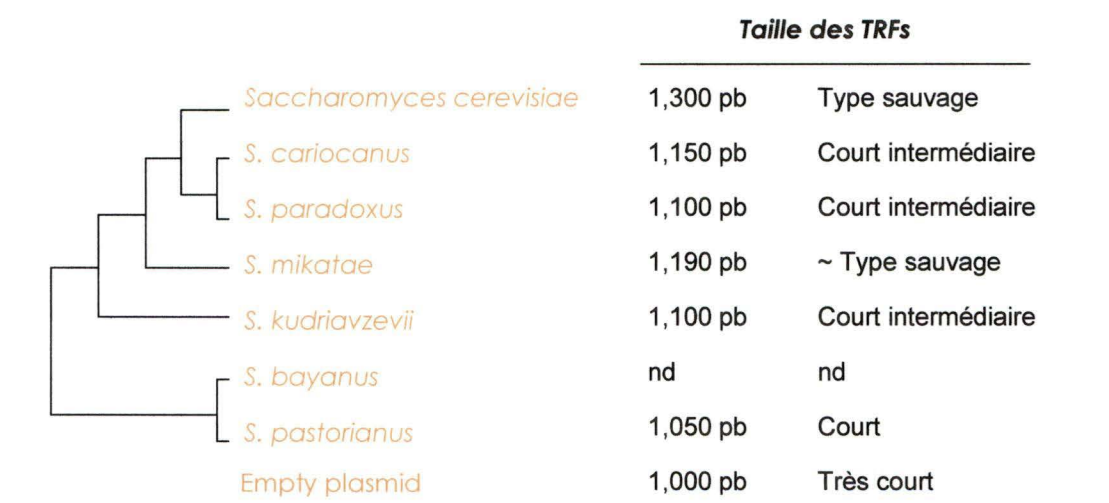 Taille des TRFs
Saccharomyces cerevisiae 1,300 pb Type sauvage
S. cariocanus 1,150 pb Court intermédiaire
S. paradoxus 1,100 pb Court intermédiaire
S. mikatae 1,190 pb ~ Type sauvage
S. kudriavzevii 1,100 pb Court intermédiaire
S. bayanus nd nd
S. pastorianus 1,050 pb Court
Empty plasmid 1,000 pb Très court